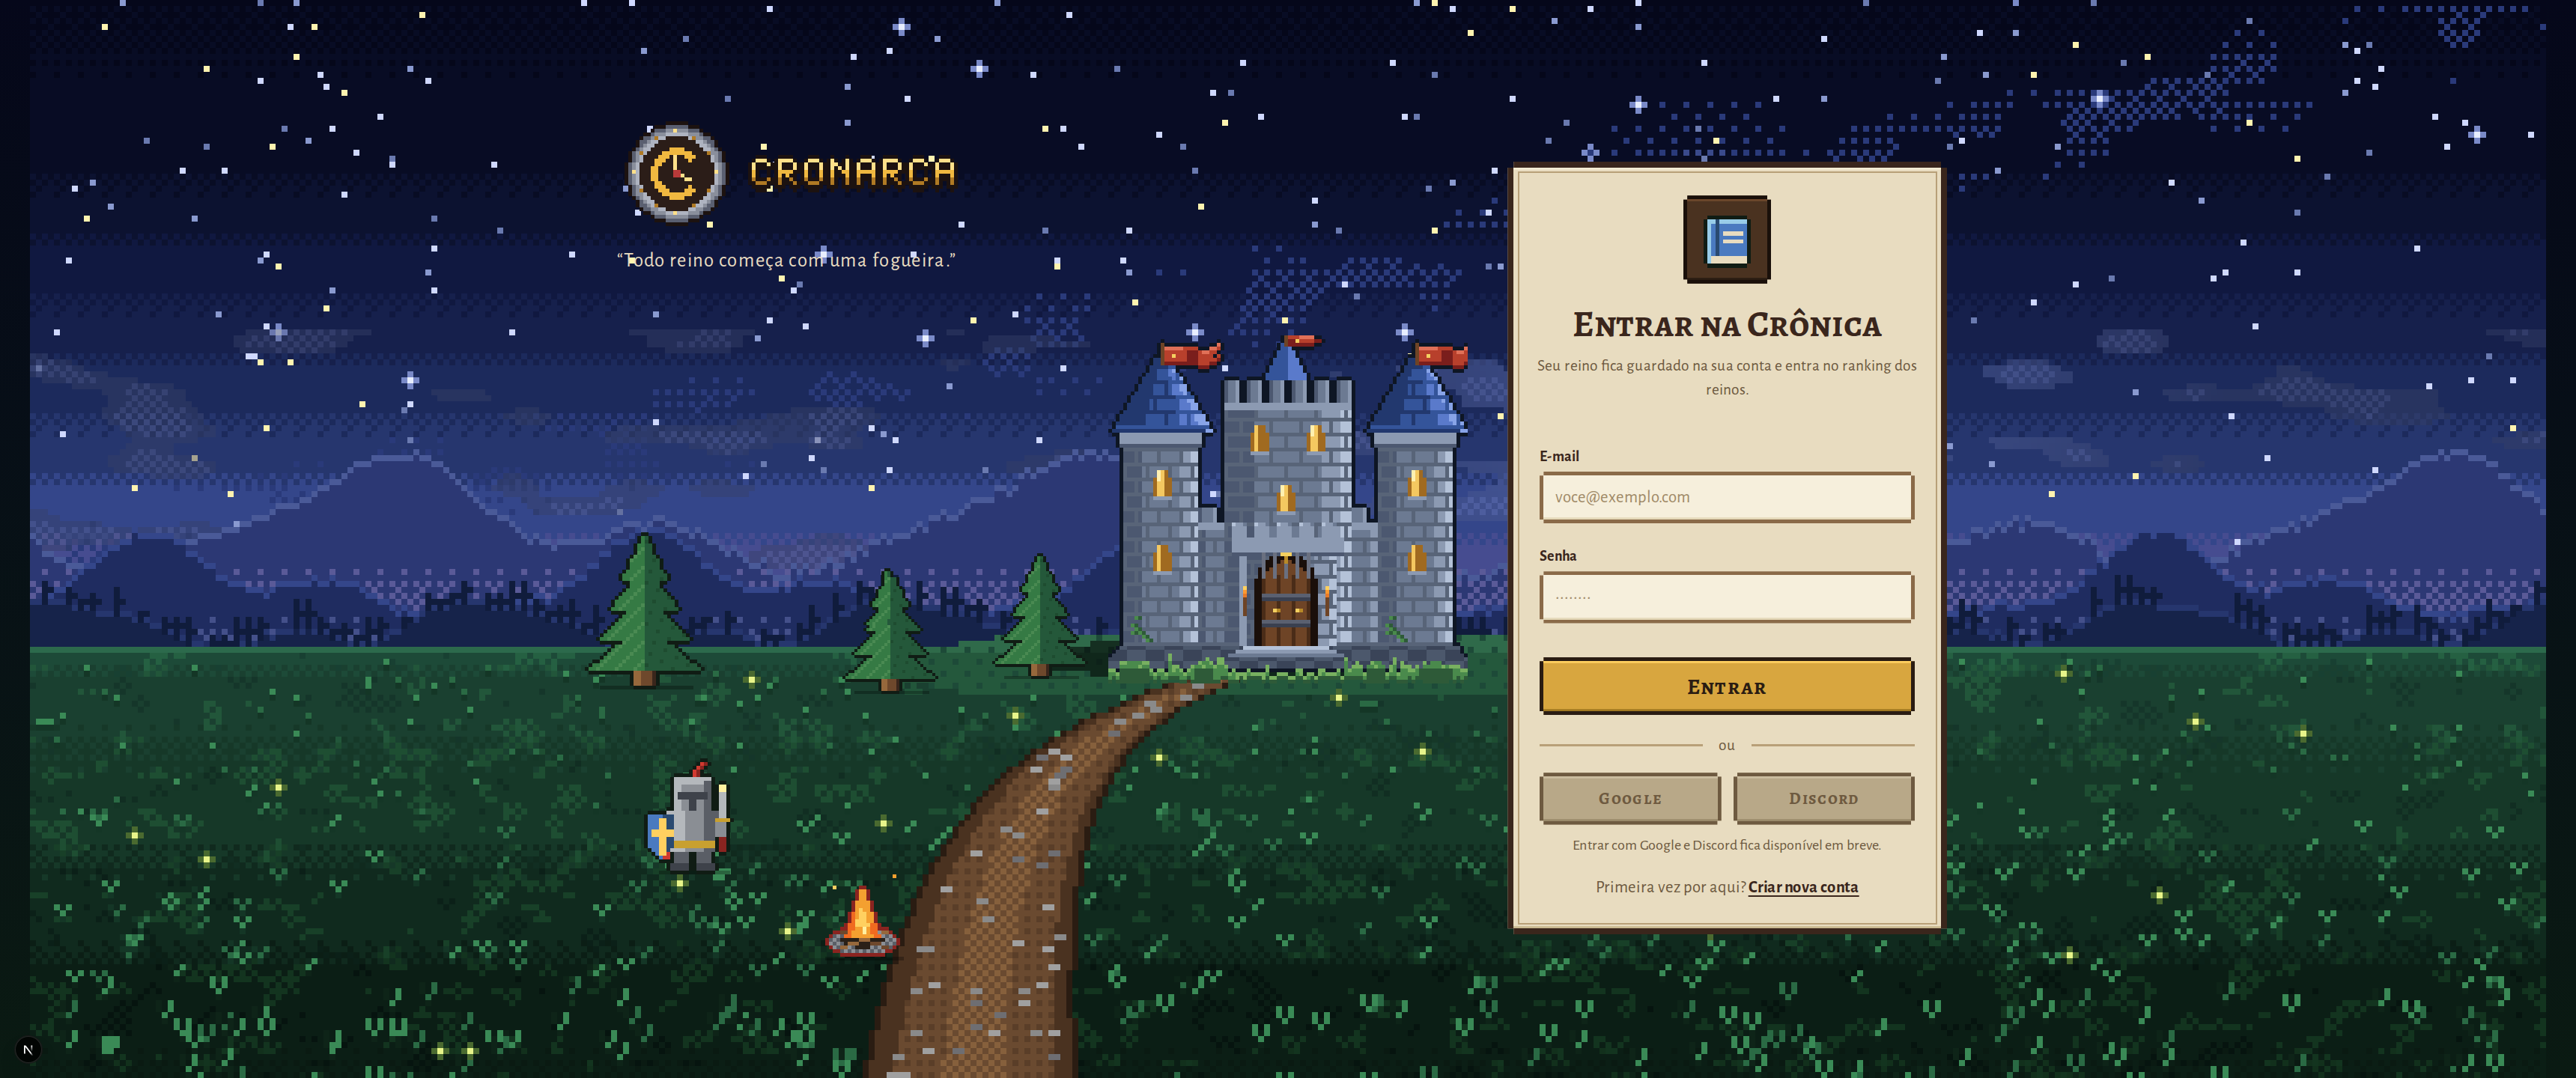 CRONARCA
“Todo reino começa com uma fogueira.”
Entrar na Crônica
Seu reino fica guardado na sua conta e entra no ranking dos
reinos.
E-mail
voce@exemplo.com
Senha
........
Entrar
ou
Google
Discord
Entrar com Google e Discord fica disponível em breve.
Primeira vez por aqui? Criar nova conta
N